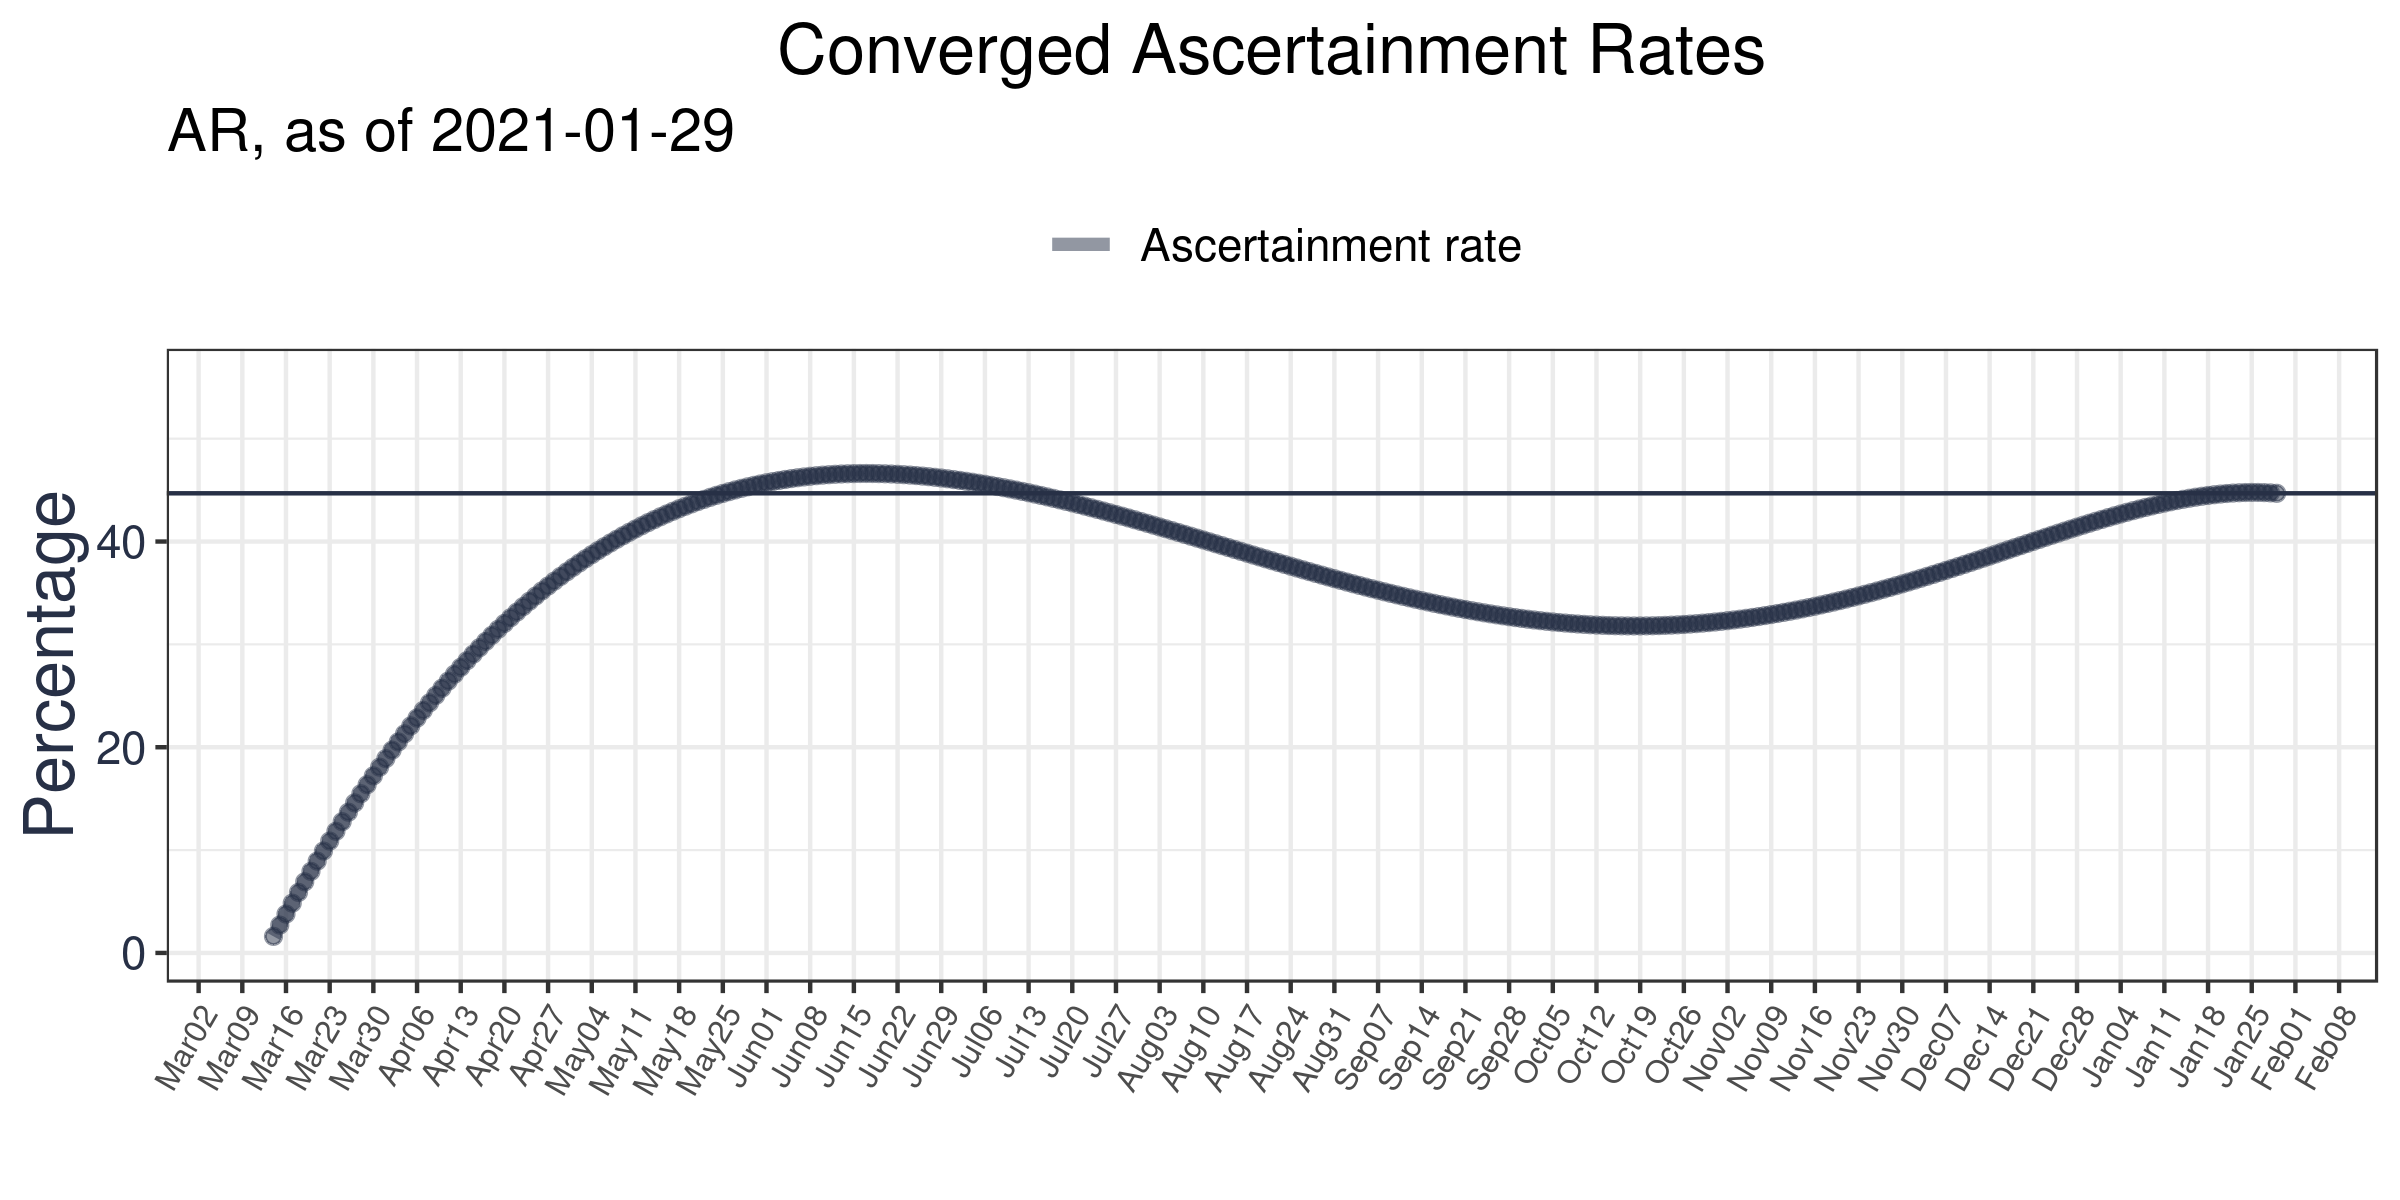 Converged Ascertainment Rates
AR, as of 2021-01-29
Ascertainment rate
Percentage
40
20
0
Mar02
Mar09
Mar16
Mar23
Mar30
Apr06
Apr13
Apr20
Apr27
May04
May11
May18
May25
Jun01
Jun08
Jun15
Jun22
Jun29
Jul06
Jul13
Jul20
Jul27
Aug03
Aug10
Aug17
Aug24
Aug31
Sep07
Sep14
Sep21
Sep28
Oct05
Oct12
Oct19
Oct26
Nov02
Nov09
Nov16
Nov23
Nov30
Dec07
Dec14
Dec21
Dec28
Jan04
Jan11
Jan18
Jan25
Feb01
Feb08